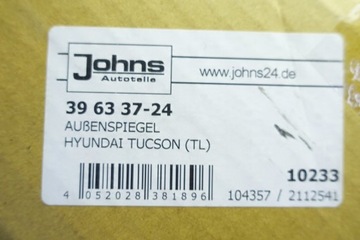 Johns
Autoteile
www.johns24.de
39 63 37-24
AUßENSPIEGEL
HYUNDAI TUCSON (TL)
10233
4 052028 381896
104357 / 2112541